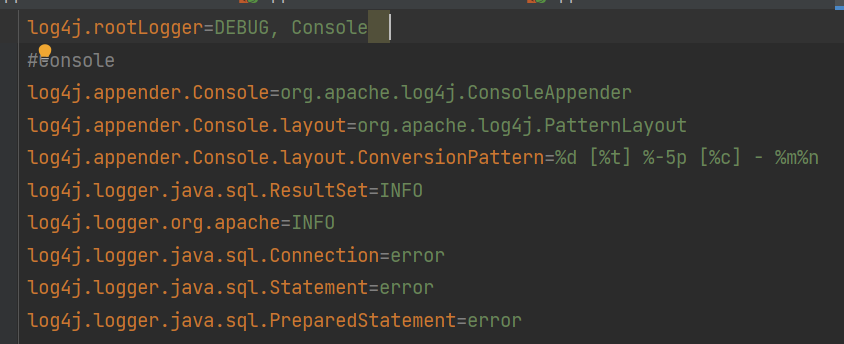 log4j.rootLogger=DEBUG, Console
#Console
log4j.appender.Console=org.apache.log4j.ConsoleAppender
log4j.appender.Console.layout=org.apache.log4j.PatternLayout
log4j.appender.Console.layout.ConversionPattern=%d [%t] %-5p [%c] - %m%n
log4j.logger.java.sql.ResultSet=INFO
log4j.logger.org.apache=INFO
log4j.logger.java.sql.Connection=error
log4j.logger.java.sql.Statement=error
log4j.logger.java.sql.PreparedStatement=error